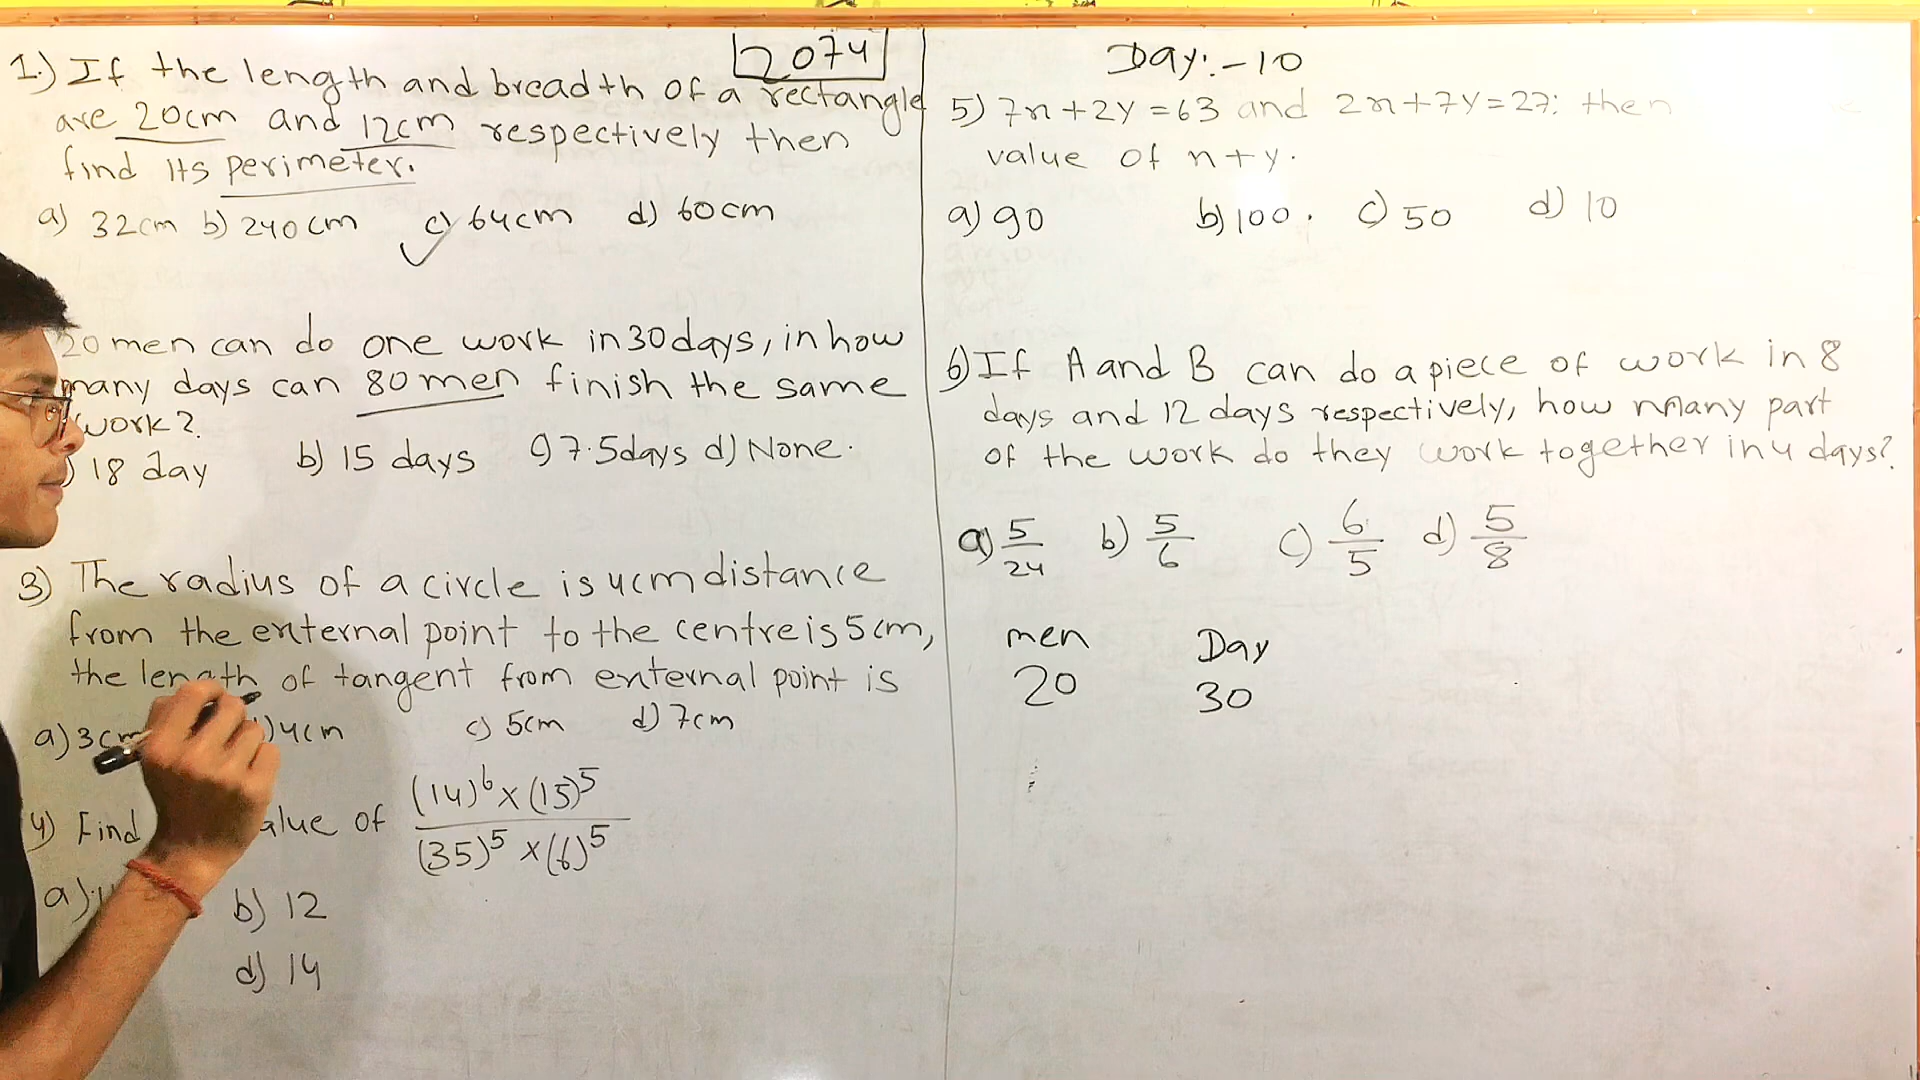 2074
1.) If the length and breadth of a rectangle
are 20cm and 12cm respectively then
find its perimeter.
a) 32cm b) 240cm c) 64cm d) 60cm
20 men can do one work in 30 days, in how
many days can 80 men finish the same
work?
) 18 day b) 15 days c) 7.5days d) None.
3) The radius of a circle is 4cm distance
from the external point to the centre is 5cm,
the length of tangent from external point is
a) 3cm )4cm c) 5cm d) 7cm
4) Find alue of (14)^6 x (15)^5 / (35)^5 x (6)^5
a) b) 12
d) 14
Day:-10
5) 7x+2y=63 and 2x+7y=27; then
value of x+y.
a) 90 b) 100. c) 50 d) 10
6) If A and B can do a piece of work in 8
days and 12 days respectively, how many part
of the work do they work together in 4 days?
a) 5/24 b) 5/6 c) 6/5 d) 5/8
men Day
20 30